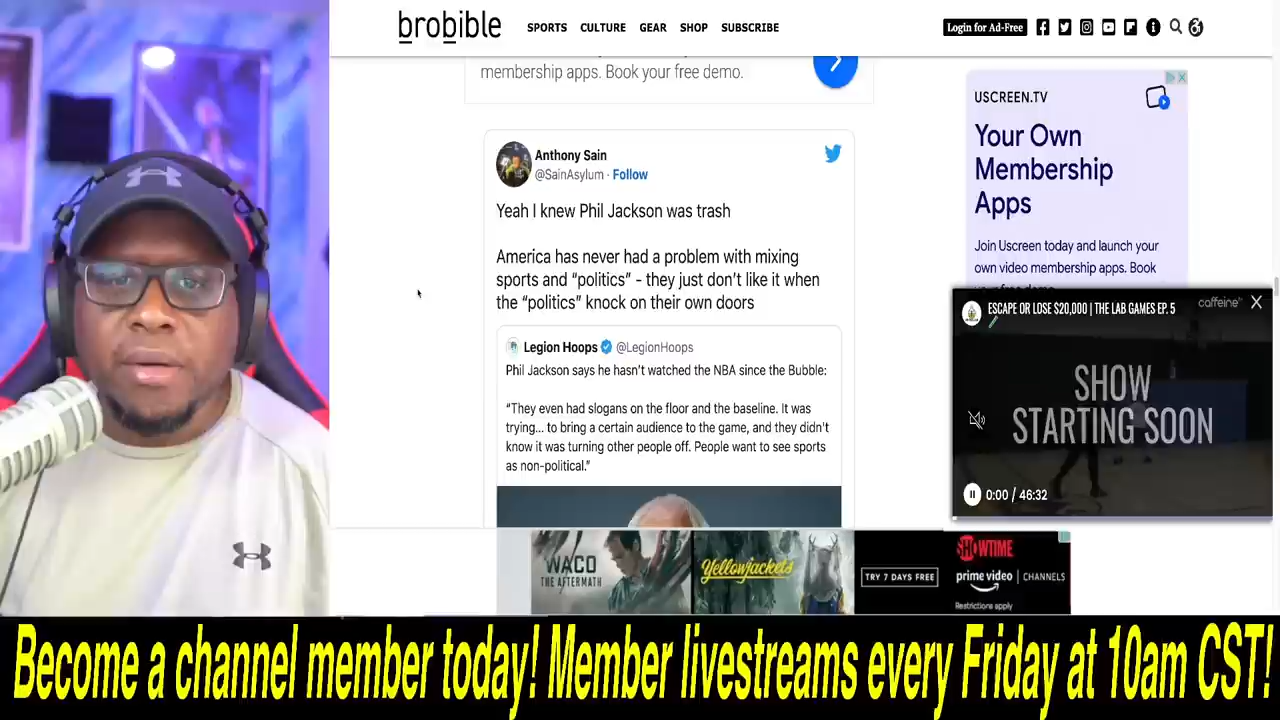 brobible
SPORTS CULTURE GEAR SHOP SUBSCRIBE
Login for Ad-Free
membership apps. Book your free demo.
Anthony Sain
@SainAsylum · Follow
Yeah I knew Phil Jackson was trash
America has never had a problem with mixing
sports and “politics” - they just don’t like it when
the “politics” knock on their own doors
Legion Hoops @LegionHoops
Phil Jackson says he hasn’t watched the NBA since the Bubble:
“They even had slogans on the floor and the baseline. It was
trying... to bring a certain audience to the game, and they didn’t
know it was turning other people off. People want to see sports
as non-political.”
USCREEN.TV
Your Own
Membership
Apps
Join Uscreen today and launch your
own video membership apps. Book
ESCAPE OR LOSE $20,000 | THE LAB GAMES EP. 5
caffeine
SHOW
STARTING SOON
0:00 / 46:32
WACO
THE AFTERMATH
Yellowjackets
TRY 7 DAYS FREE
SHOWTIME
prime video | CHANNELS
Restrictions apply
Become a channel member today! Member livestreams every Friday at 10am CST!